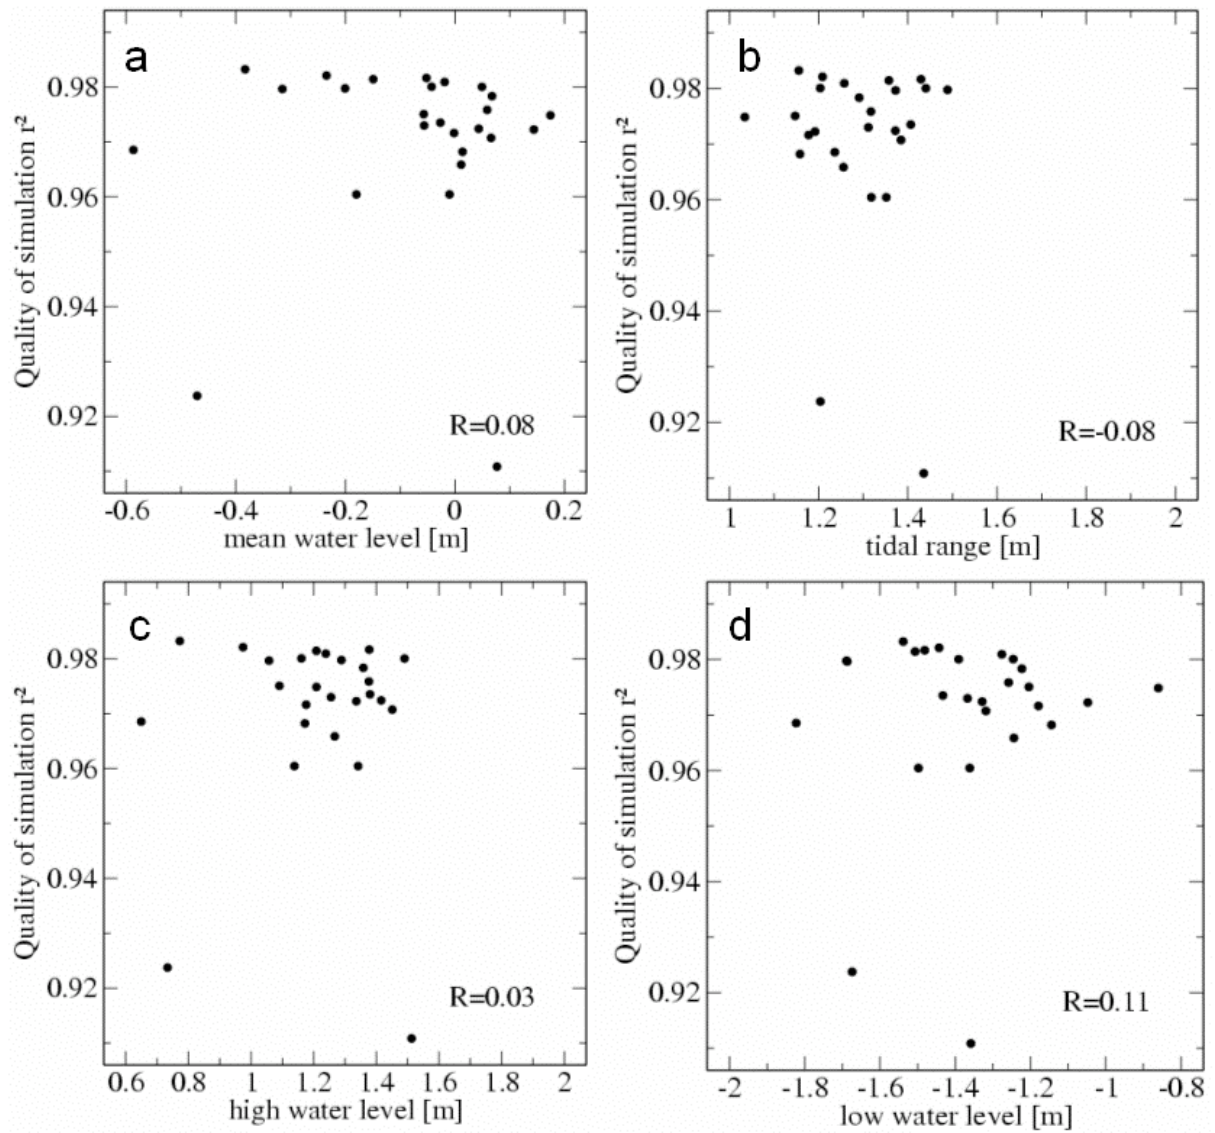 a
Quality of simulation r²
0.98
0.96
0.94
0.92
R=0.08
-0.6 -0.4 -0.2 0 0.2
mean water level [m]
b
Quality of simulation r²
0.98
0.96
0.94
0.92
R=-0.08
1 1.2 1.4 1.6 1.8 2
tidal range [m]
c
Quality of simulation r²
0.98
0.96
0.94
0.92
R=0.03
0.6 0.8 1 1.2 1.4 1.6 1.8 2
high water level [m]
d
Quality of simulation r²
0.98
0.96
0.94
0.92
R=0.11
-2 -1.8 -1.6 -1.4 -1.2 -1 -0.8
low water level [m]